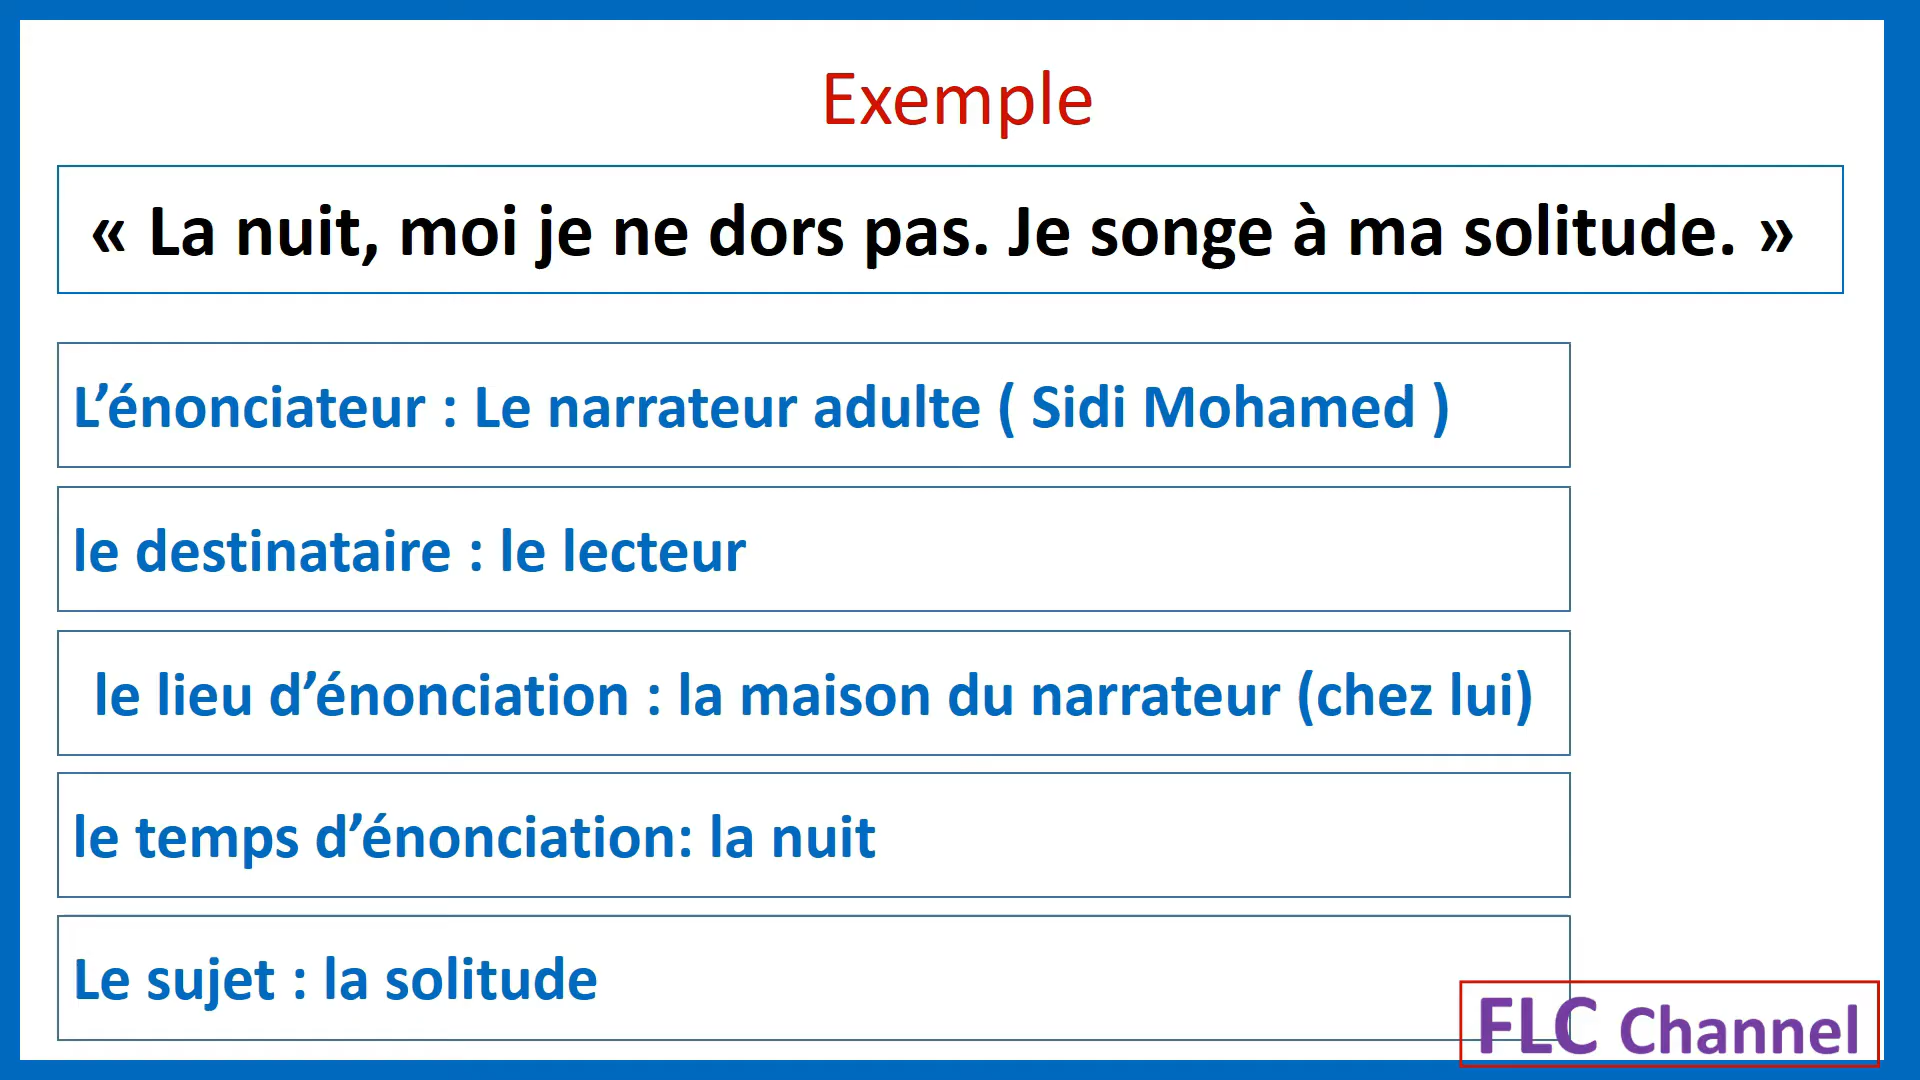 Exemple
« La nuit, moi je ne dors pas. Je songe à ma solitude. »
L’énonciateur : Le narrateur adulte ( Sidi Mohamed )
le destinataire : le lecteur
le lieu d’énonciation : la maison du narrateur (chez lui)
le temps d’énonciation: la nuit
Le sujet : la solitude
FLC Channel